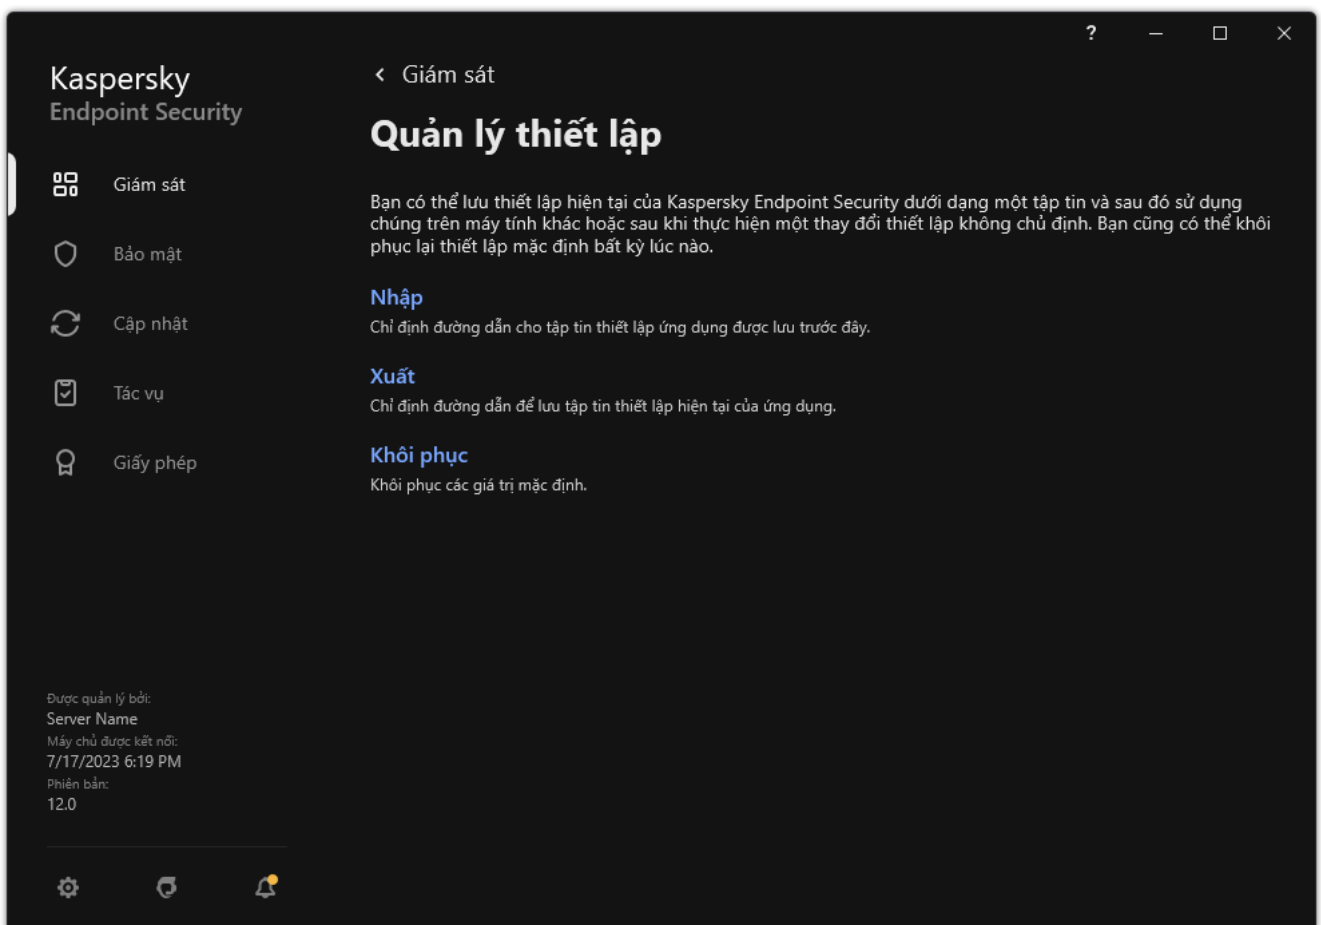 ?
Kaspersky
Endpoint Security
Giám sát
Bảo mật
Cập nhật
Tác vụ
Giấy phép
Được quản lý bởi:
Server Name
Máy chủ được kết nối:
7/17/2023 6:19 PM
Phiên bản:
12.0
Giám sát
Quản lý thiết lập
Bạn có thể lưu thiết lập hiện tại của Kaspersky Endpoint Security dưới dạng một tập tin và sau đó sử dụng
chúng trên máy tính khác hoặc sau khi thực hiện một thay đổi thiết lập không chủ định. Bạn cũng có thể khôi
phục lại thiết lập mặc định bất kỳ lúc nào.
Nhập
Chỉ định đường dẫn cho tập tin thiết lập ứng dụng được lưu trước đây.
Xuất
Chỉ định đường dẫn để lưu tập tin thiết lập hiện tại của ứng dụng.
Khôi phục
Khôi phục các giá trị mặc định.